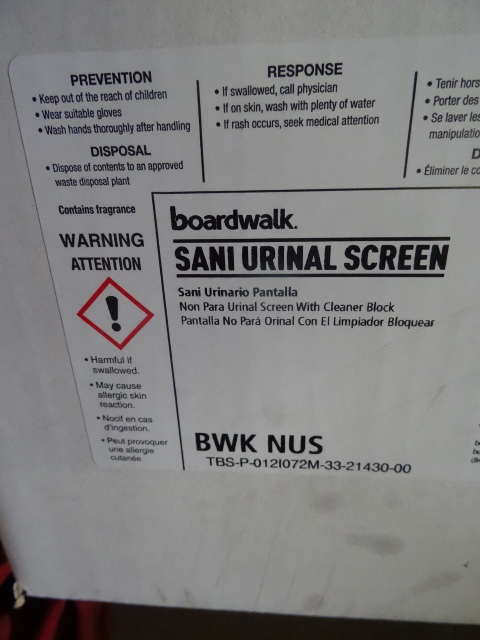 PREVENTION
• Keep out of the reach of children
• Wear suitable gloves
• Wash hands thoroughly after handling
DISPOSAL
• Dispose of contents to an approved
waste disposal plant
RESPONSE
• If swallowed, call physician
• If on skin, wash with plenty of water
• If rash occurs, seek medical attention
• Tenir hors
• Porter des
• Se laver les
manipulatio
D
• Éliminer le co
Contains fragrance
WARNING
ATTENTION
• Harmful if
swallowed.
• May cause
allergic skin
reaction.
• Nocif en cas
d'ingestion.
• Peut provoquer
une allergie
cutanée.
boardwalk.
SANI URINAL SCREEN
Sani Urinario Pantalla
Non Para Urinal Screen With Cleaner Block
Pantalla No Pará Orinal Con El Limpiador Bloquear
BWK NUS
TBS-P-012I072M-33-21430-00